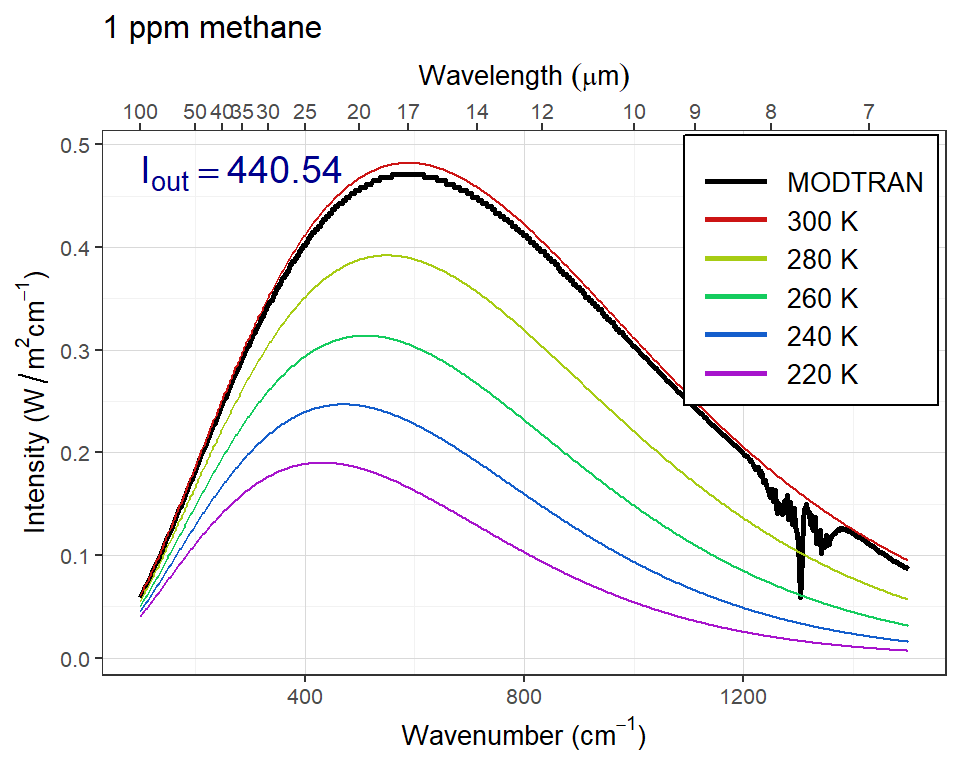 1 ppm methane
Wavelength (μm)
100 50 40 35 30 25 20 17 14 12 10 9 8 7
Iout = 440.54
MODTRAN
300 K
280 K
260 K
240 K
220 K
Intensity (W / m²cm⁻¹)
0.5
0.4
0.3
0.2
0.1
0.0
400 800 1200
Wavenumber (cm⁻¹)